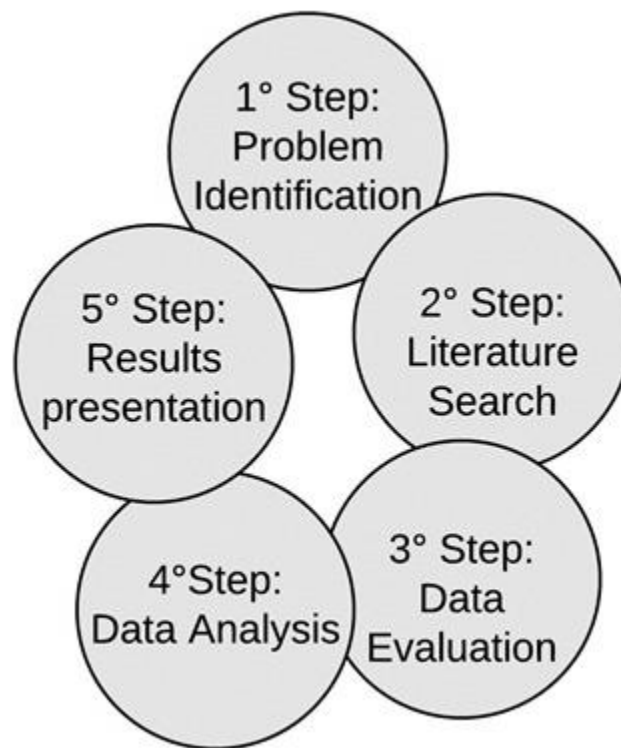 1° Step:
Problem
Identification
2° Step:
Literature
Search
3° Step:
Data
Evaluation
4°Step:
Data Analysis
5° Step:
Results
presentation